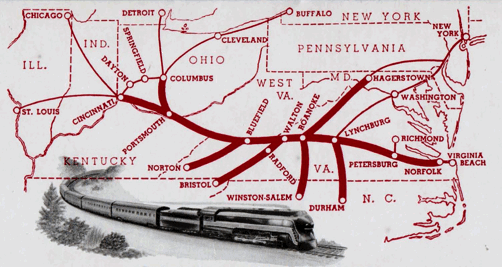 CHICAGO
DETROIT
BUFFALO
NEW YORK
NEW
YORK
CLEVELAND
PENNSYLVANIA
IND.
OHIO
ILL.
SPRINGFIELD
DAYTON
COLUMBUS
M D.
HAGERSTOWN
WEST
VA.
WASHINGTON
ST. LOUIS
CINCINNATI
PORTSMOUTH
BLUEFIELD
WALTON
ROANOKE
LYNCHBURG
RICHMOND
KENTUCKY
NORTON
RADFORD
VA.
PETERSBURG
VIRGINIA
BEACH
NORFOLK
BRISTOL
WINSTON-SALEM
DURHAM
N. C.